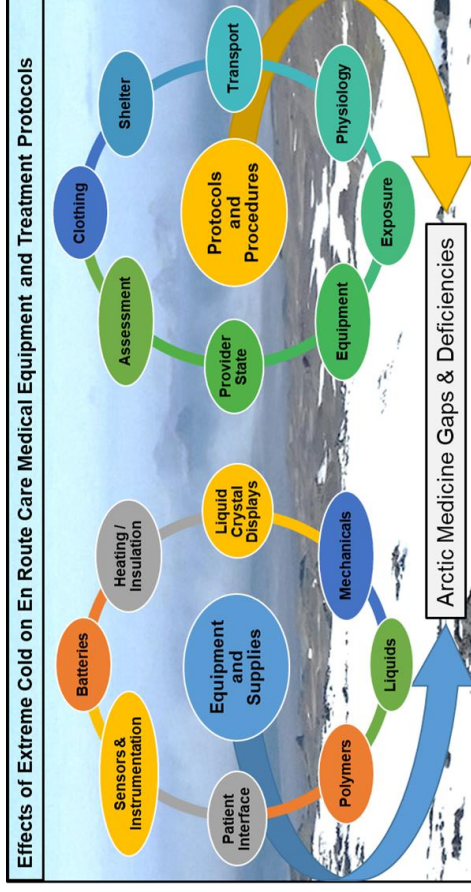 Effects of Extreme Cold on En Route Care Medical Equipment and Treatment Protocols
Batteries
Heating /
Insulation
Liquid
Crystal
Displays
Mechanicals
Liquids
Polymers
Patient
Interface
Sensors &
Instrumentation
Equipment
and
Supplies
Clothing
Shelter
Transport
Physiology
Exposure
Equipment
Provider
State
Assessment
Protocols
and
Procedures
Arctic Medicine Gaps & Deficiencies